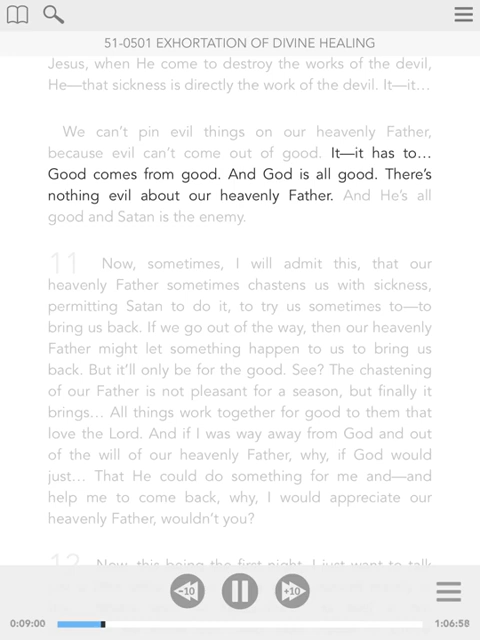 51-0501 EXHORTATION OF DIVINE HEALING
Jesus, when He come to destroy the works of the devil,
He—that sickness is directly the work of the devil. It—it…
We can't pin evil things on our heavenly Father,
because evil can't come out of good. It—it has to…
Good comes from good. And God is all good. There's
nothing evil about our heavenly Father. And He's all
good and Satan is the enemy.
11 Now, sometimes, I will admit this, that our
heavenly Father sometimes chastens us with sickness,
permitting Satan to do it, to try us sometimes to—to
bring us back. If we go out of the way, then our heavenly
Father might let something happen to us to bring us
back. But it'll only be for the good. See? The chastening
of our Father is not pleasant for a season, but finally it
brings… All things work together for good to them that
love the Lord. And if I was way away from God and out
of the will of our heavenly Father, why, if God would
just… That He could do something for me and—and
help me to come back, why, I would appreciate our
heavenly Father, wouldn't you?
12 Now, this being the first night, I just want to talk
-10 +10
0:09:00 1:06:58